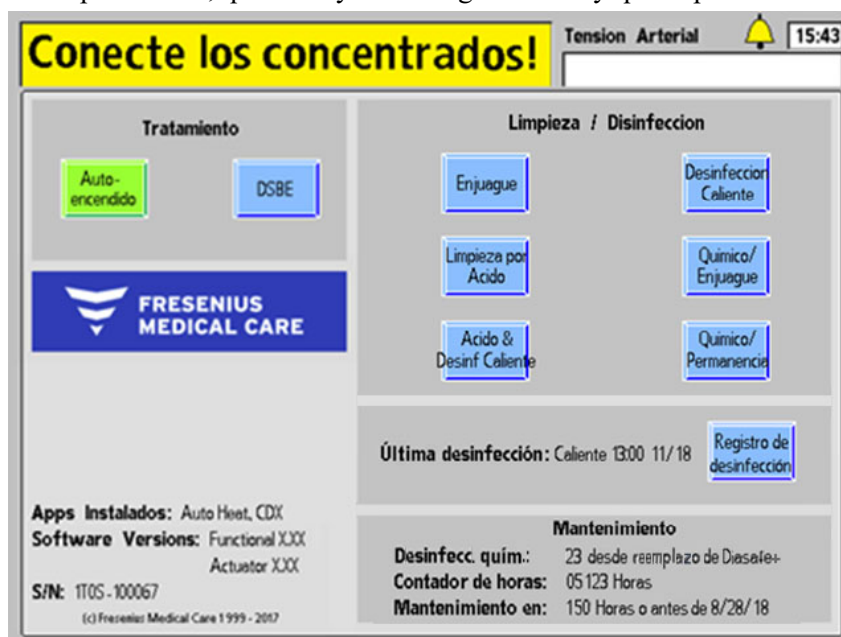 Conecte los concentrados!
Tension Arterial
15:43
Tratamiento
Auto-
encendido
DSBE
FRESENIUS
MEDICAL CARE
Apps Instalados: Auto Heat, CDX
Software Versions: Functional X.XX
Actuator X.XX
S/N: 1T0S-100067
(c) Fresenius Medical Care 1999 - 2017
Limpieza / Disinfeccion
Enjuague
Desinfeccion
Caliente
Limpieza por
Acido
Quimico/
Enjuague
Acido &
Desinf Caliente
Quimico/
Permanencia
Última desinfección: Caliente 13:00 11/18
Registro de
desinfección
Mantenimiento
Desinfecc. quím.: 23 desde reemplazo de Diasafe+
Contador de horas: 05123 Horas
Mantenimiento en: 150 Horas o antes de 8/28/18